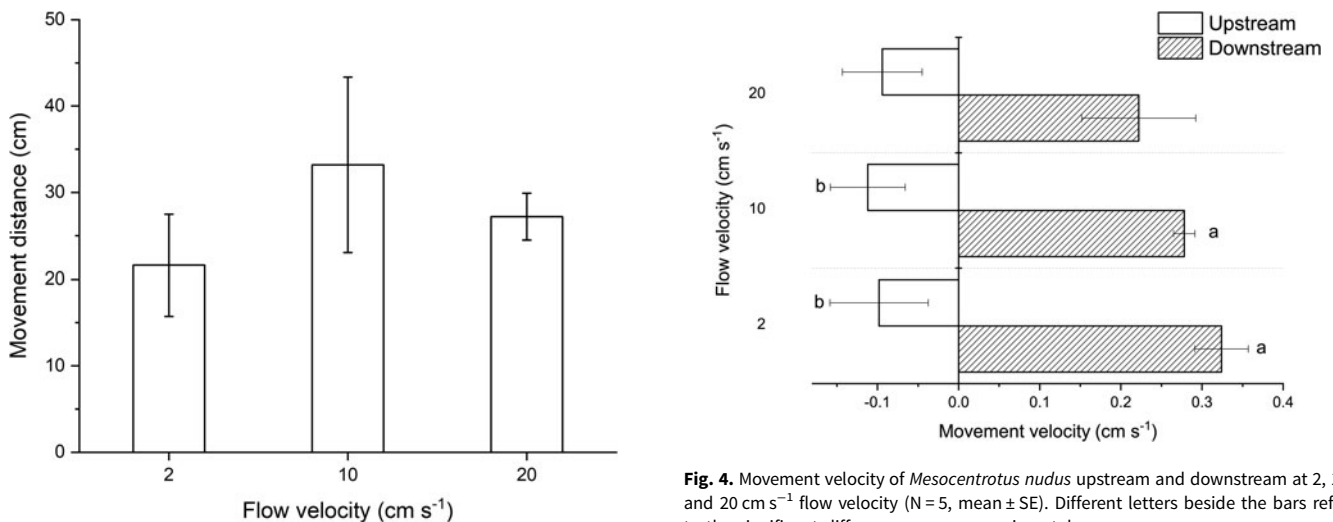 50
40
30
20
10
0
Movement distance (cm)
2 10 20
Flow velocity (cm s⁻¹)
Upstream
Downstream
20
b
10
a
b
2
a
Flow velocity (cm s⁻¹)
-0.1 0.0 0.1 0.2 0.3 0.4
Movement velocity (cm s⁻¹)
Fig. 4. Movement velocity of Mesocentrotus nudus upstream and downstream at 2,
and 20 cm s⁻¹ flow velocity (N = 5, mean ± SE). Different letters beside the bars